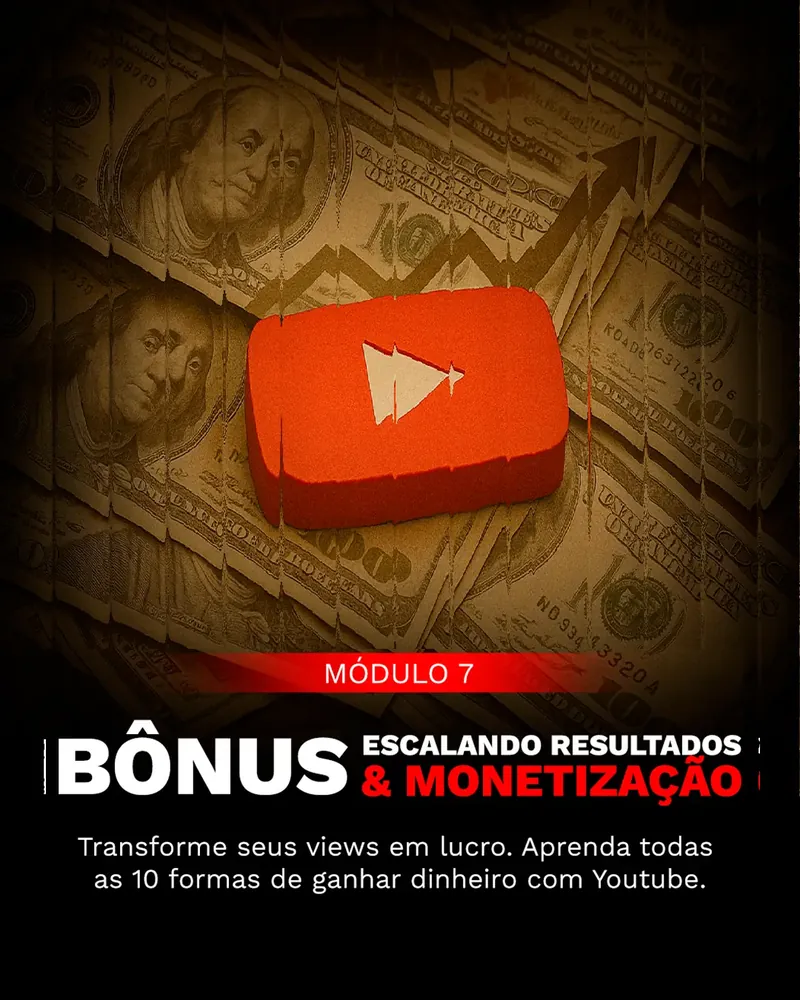 MÓDULO 7
BÔNUS
ESCALANDO RESULTADOS
& MONETIZAÇÃO
Transforme seus views em lucro. Aprenda todas
as 10 formas de ganhar dinheiro com Youtube.